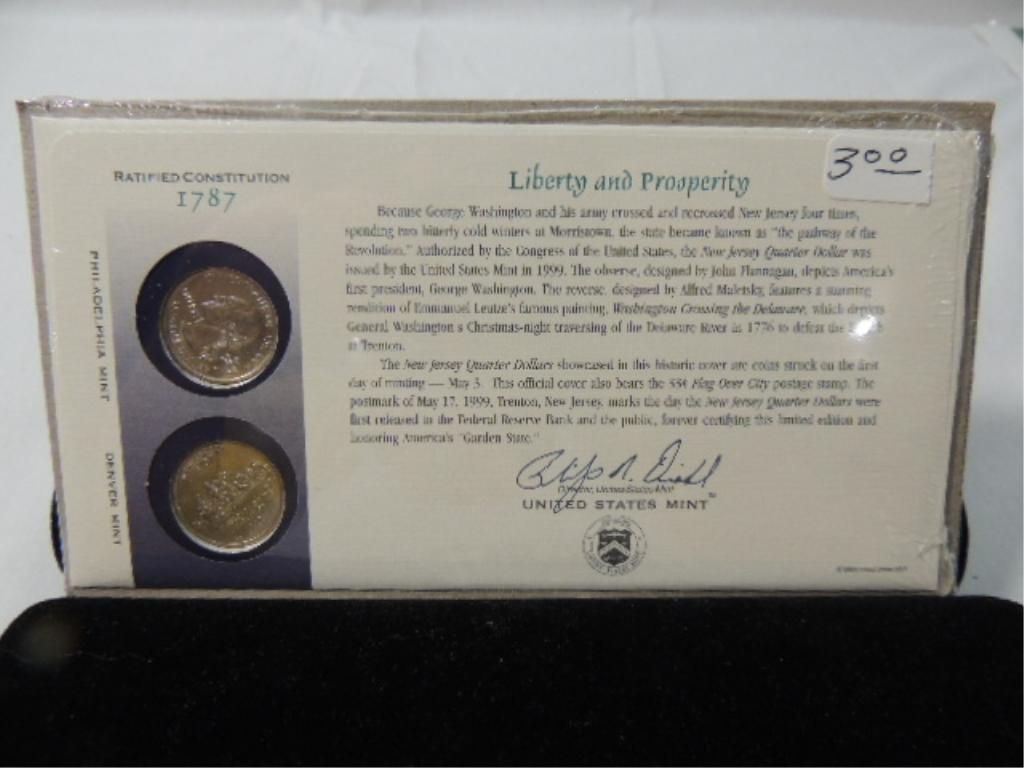 RATIFIED CONSTITUTION
1787
PHILADELPHIA MINT
DENVER MINT
3.00
Liberty and Prosperity
Because George Washington and his army crossed and recrossed New Jersey four times,
spending two bitterly cold winters at Morristown, the state became known as "the pathway of the
Revolution." Authorized by the Congress of the United States, the New Jersey Quarter Dollar was
issued by the United States Mint in 1999. The obverse, designed by John Flannagan, depicts America's
first president, George Washington. The reverse, designed by Alfred Maletsky, features a stunning
rendition of Emmanuel Leutze's famous painting, Washington Crossing the Delaware, which depicts
General Washington's Christmas-night traversing of the Delaware River in 1776 to defeat the
at Trenton.
The New Jersey Quarter Dollars showcased in this historic cover are coins struck on the first
day of minting — May 3. This official cover also bears the 33¢ Flag Over City postage stamp. The
postmark of May 17, 1999, Trenton, New Jersey, marks the day the New Jersey Quarter Dollars were
first released to the Federal Reserve Bank and the public, forever certifying this limited edition and
honoring America's "Garden State."
Director, United States Mint
UNITED STATES MINT™